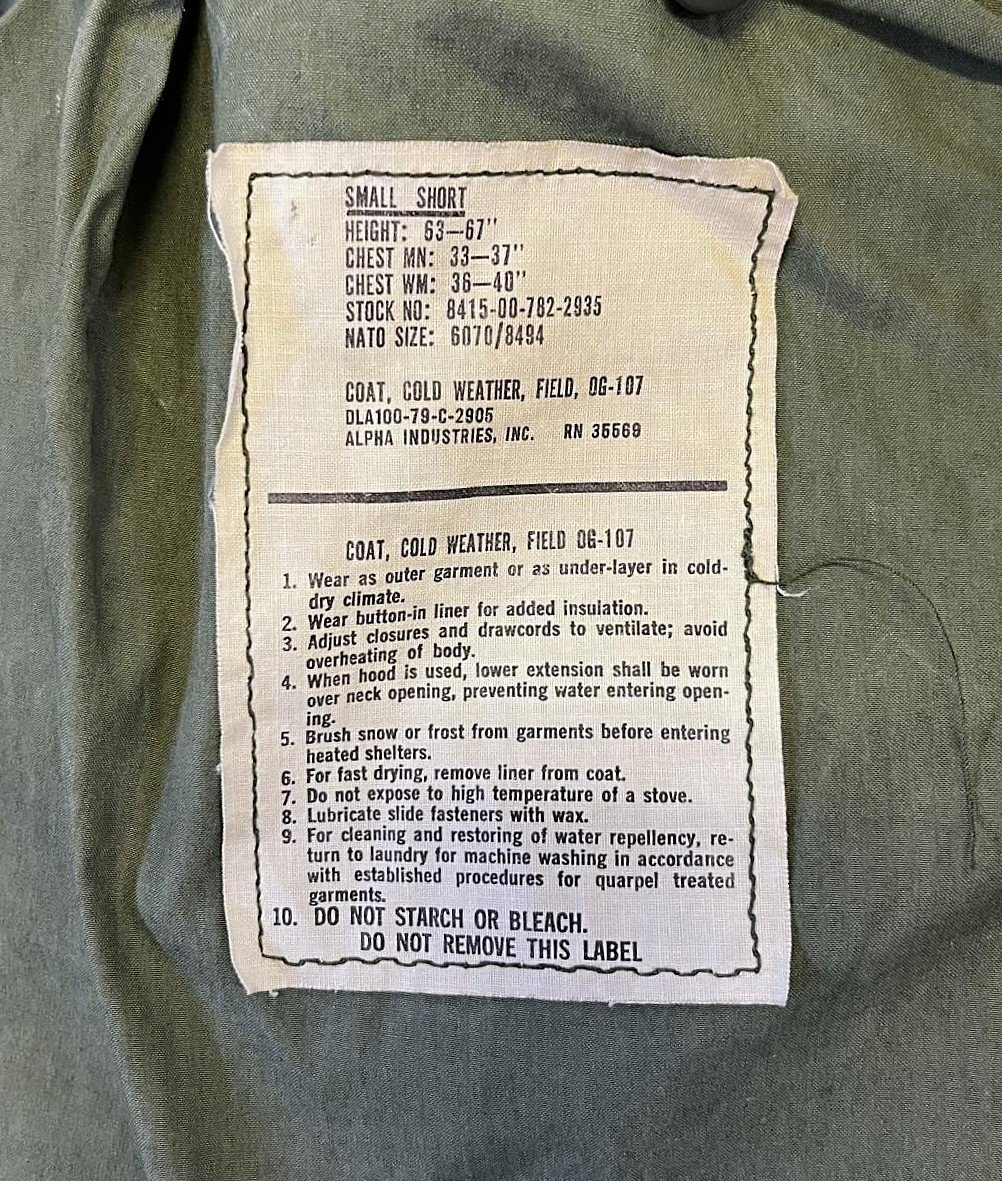 SMALL SHORT
HEIGHT: 63—67"
CHEST MN: 33—37"
CHEST WM: 36—40"
STOCK NO: 8415-00-782-2935
NATO SIZE: 6070/8494
COAT, COLD WEATHER, FIELD, OG-107
DLA100-79-C-2905
ALPHA INDUSTRIES, INC. RN 35569
COAT, COLD WEATHER, FIELD OG-107
1. Wear as outer garment or as under-layer in cold-
dry climate.
2. Wear button-in liner for added insulation.
3. Adjust closures and drawcords to ventilate; avoid
overheating of body.
4. When hood is used, lower extension shall be worn
over neck opening, preventing water entering open-
ing.
5. Brush snow or frost from garments before entering
heated shelters.
6. For fast drying, remove liner from coat.
7. Do not expose to high temperature of a stove.
8. Lubricate slide fasteners with wax.
9. For cleaning and restoring of water repellency, re-
turn to laundry for machine washing in accordance
with established procedures for quarpel treated
garments.
10. DO NOT STARCH OR BLEACH.
DO NOT REMOVE THIS LABEL